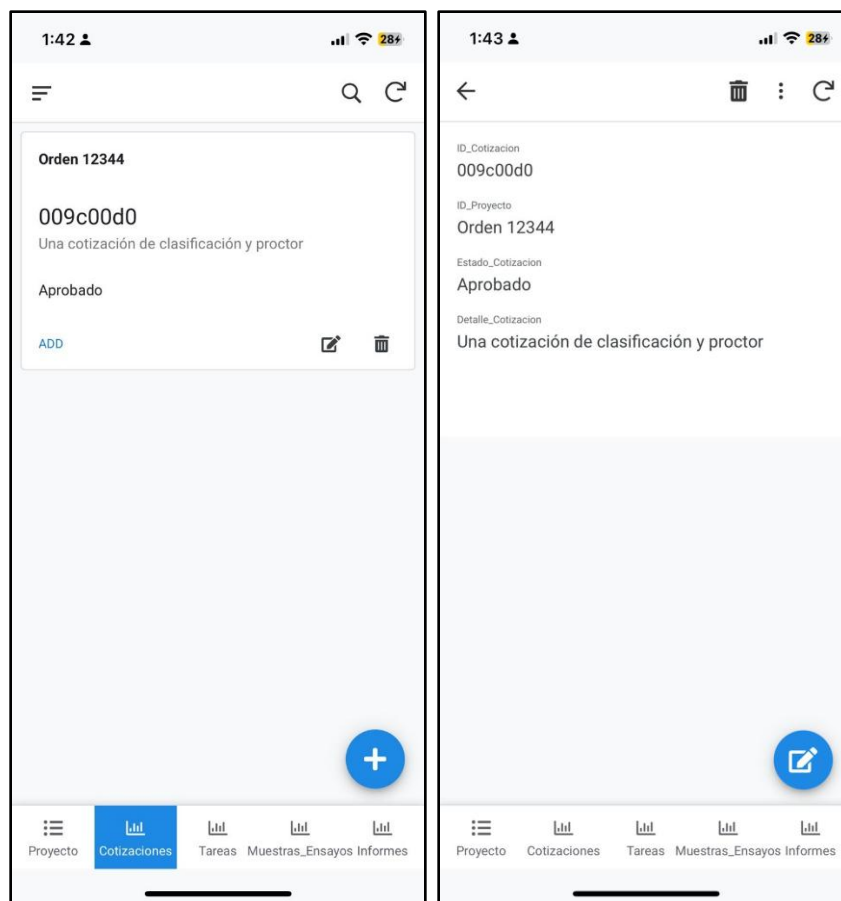 1:42
28
Orden 12344
009c00d0
Una cotización de clasificación y proctor
Aprobado
ADD
Proyecto
Cotizaciones
Tareas
Muestras_Ensayos
Informes
1:43
28
ID_Cotizacion
009c00d0
ID_Proyecto
Orden 12344
Estado_Cotizacion
Aprobado
Detalle_Cotizacion
Una cotización de clasificación y proctor
Proyecto
Cotizaciones
Tareas
Muestras_Ensayos
Informes